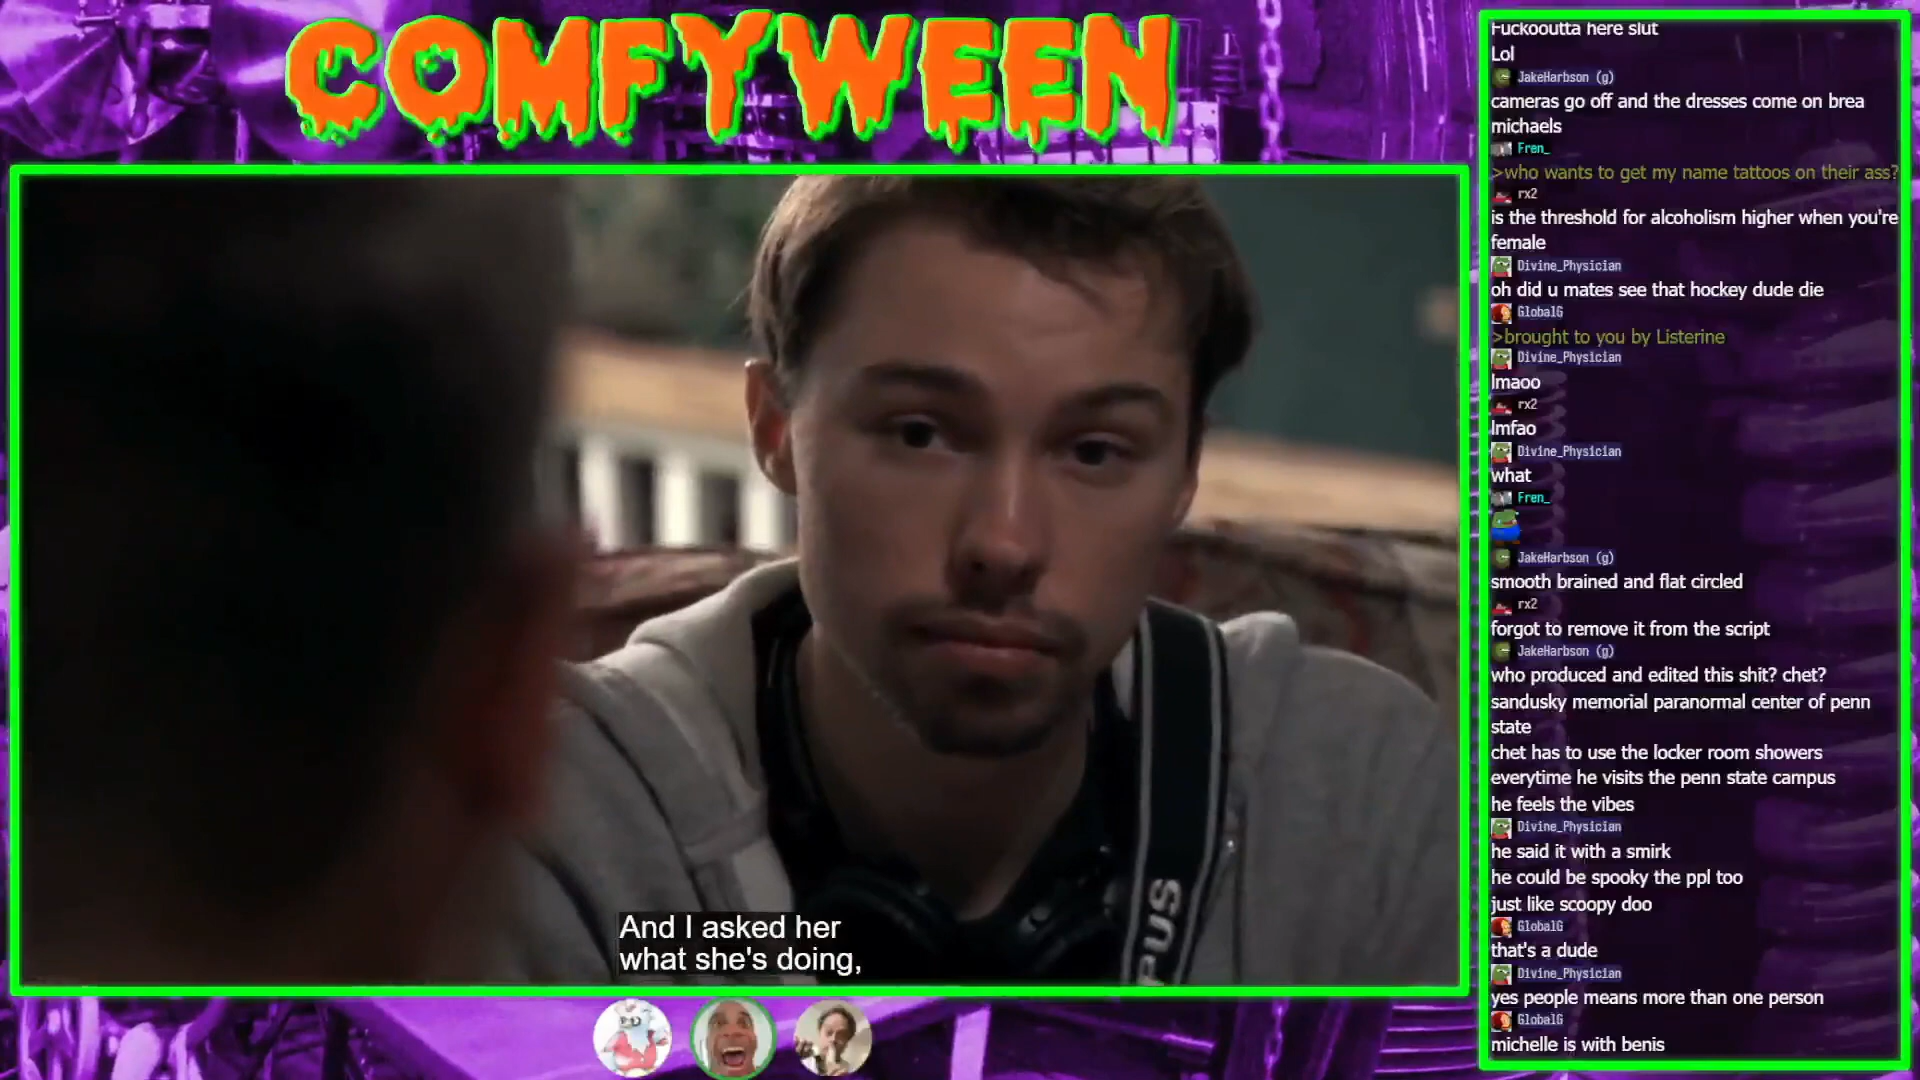 COMFYWEEN
And I asked her
what she's doing,
PUS
Fuckooutta here slut
Lol
JakeHarbson (g)
cameras go off and the dresses come on brea
michaels
Fren_
>who wants to get my name tattoos on their ass?
rx2
is the threshold for alcoholism higher when you're
female
Divine_Physician
oh did u mates see that hockey dude die
GlobalG
>brought to you by Listerine
Divine_Physician
lmaoo
rx2
lmfao
Divine_Physician
what
Fren_
JakeHarbson (g)
smooth brained and flat circled
rx2
forgot to remove it from the script
JakeHarbson (g)
who produced and edited this shit? chet?
sandusky memorial paranormal center of penn
state
chet has to use the locker room showers
everytime he visits the penn state campus
he feels the vibes
Divine_Physician
he said it with a smirk
he could be spooky the ppl too
just like scoopy doo
GlobalG
that's a dude
Divine_Physician
yes people means more than one person
GlobalG
michelle is with benis